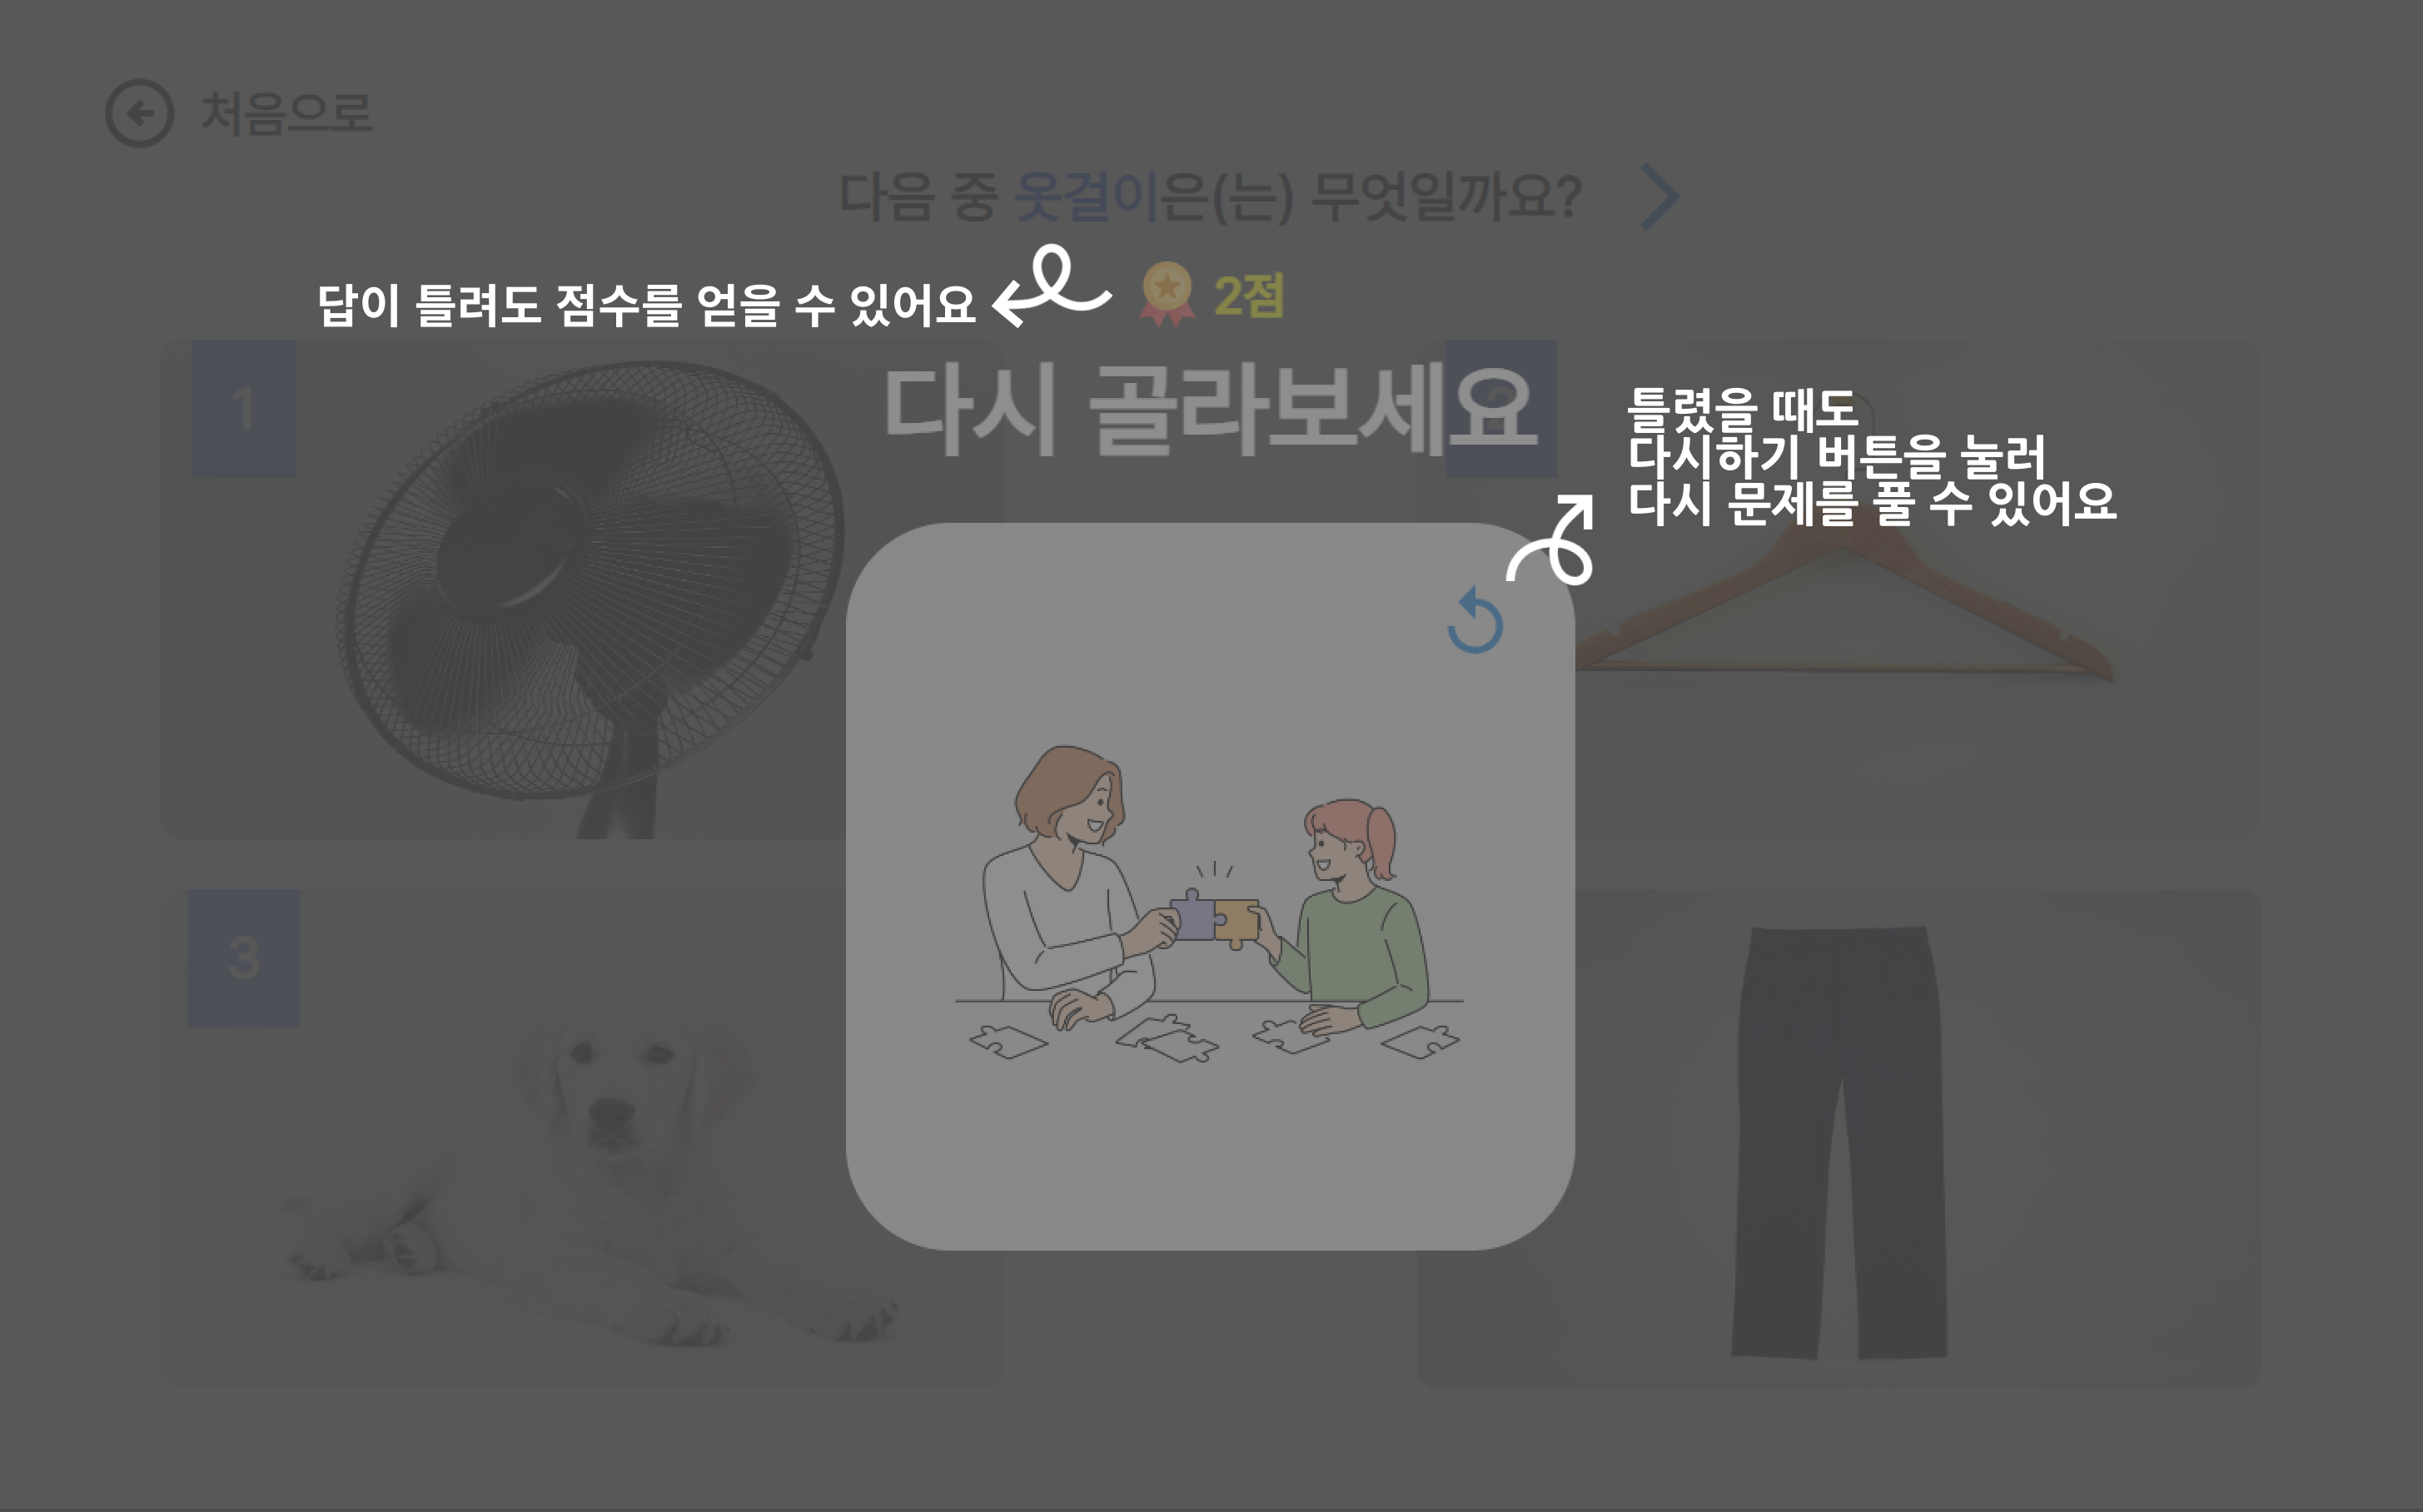 처음으로
다음 중 옷걸이은(는) 무엇일까요?
답이 틀려도 점수를 얻을 수 있어요
2점
1
다시 골라보세요
틀렸을 때도
다시하기 버튼을 눌러
다시 문제를 풀 수 있어요
3